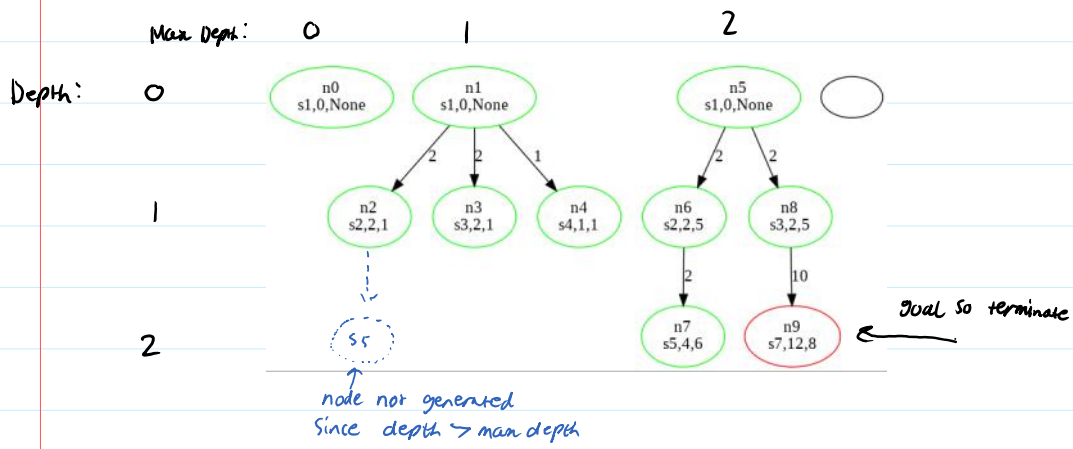 Max Depth: 0 1 2
Depth: 0
n0
s1,0,None
n1
s1,0,None
n5
s1,0,None
2 2 1 2 2
1
n2
s2,2,1
n3
s3,2,1
n4
s4,1,1
n6
s2,2,5
n8
s3,2,5
2 10
2
s5
n7
s5,4,6
n9
s7,12,8
goal so terminate
node not generated
Since depth > max depth